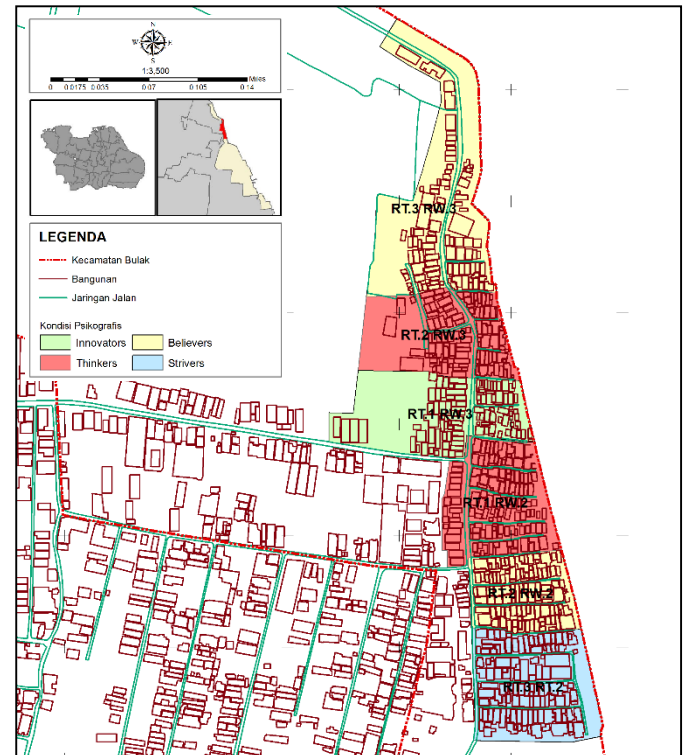 N
W E
S
1:3,500
Miles
0 0.0175 0.035 0.07 0.105 0.14
LEGENDA
Kecamatan Bulak
Bangunan
Jaringan Jalan
Kondisi Psikografis
Innovators Believers
Thinkers Strivers
RT.3 RW.3
RT.2 RW.3
RT.1 RW.3
RT.1 RW.2
RT.2 RW.2
RT.3 RT.2